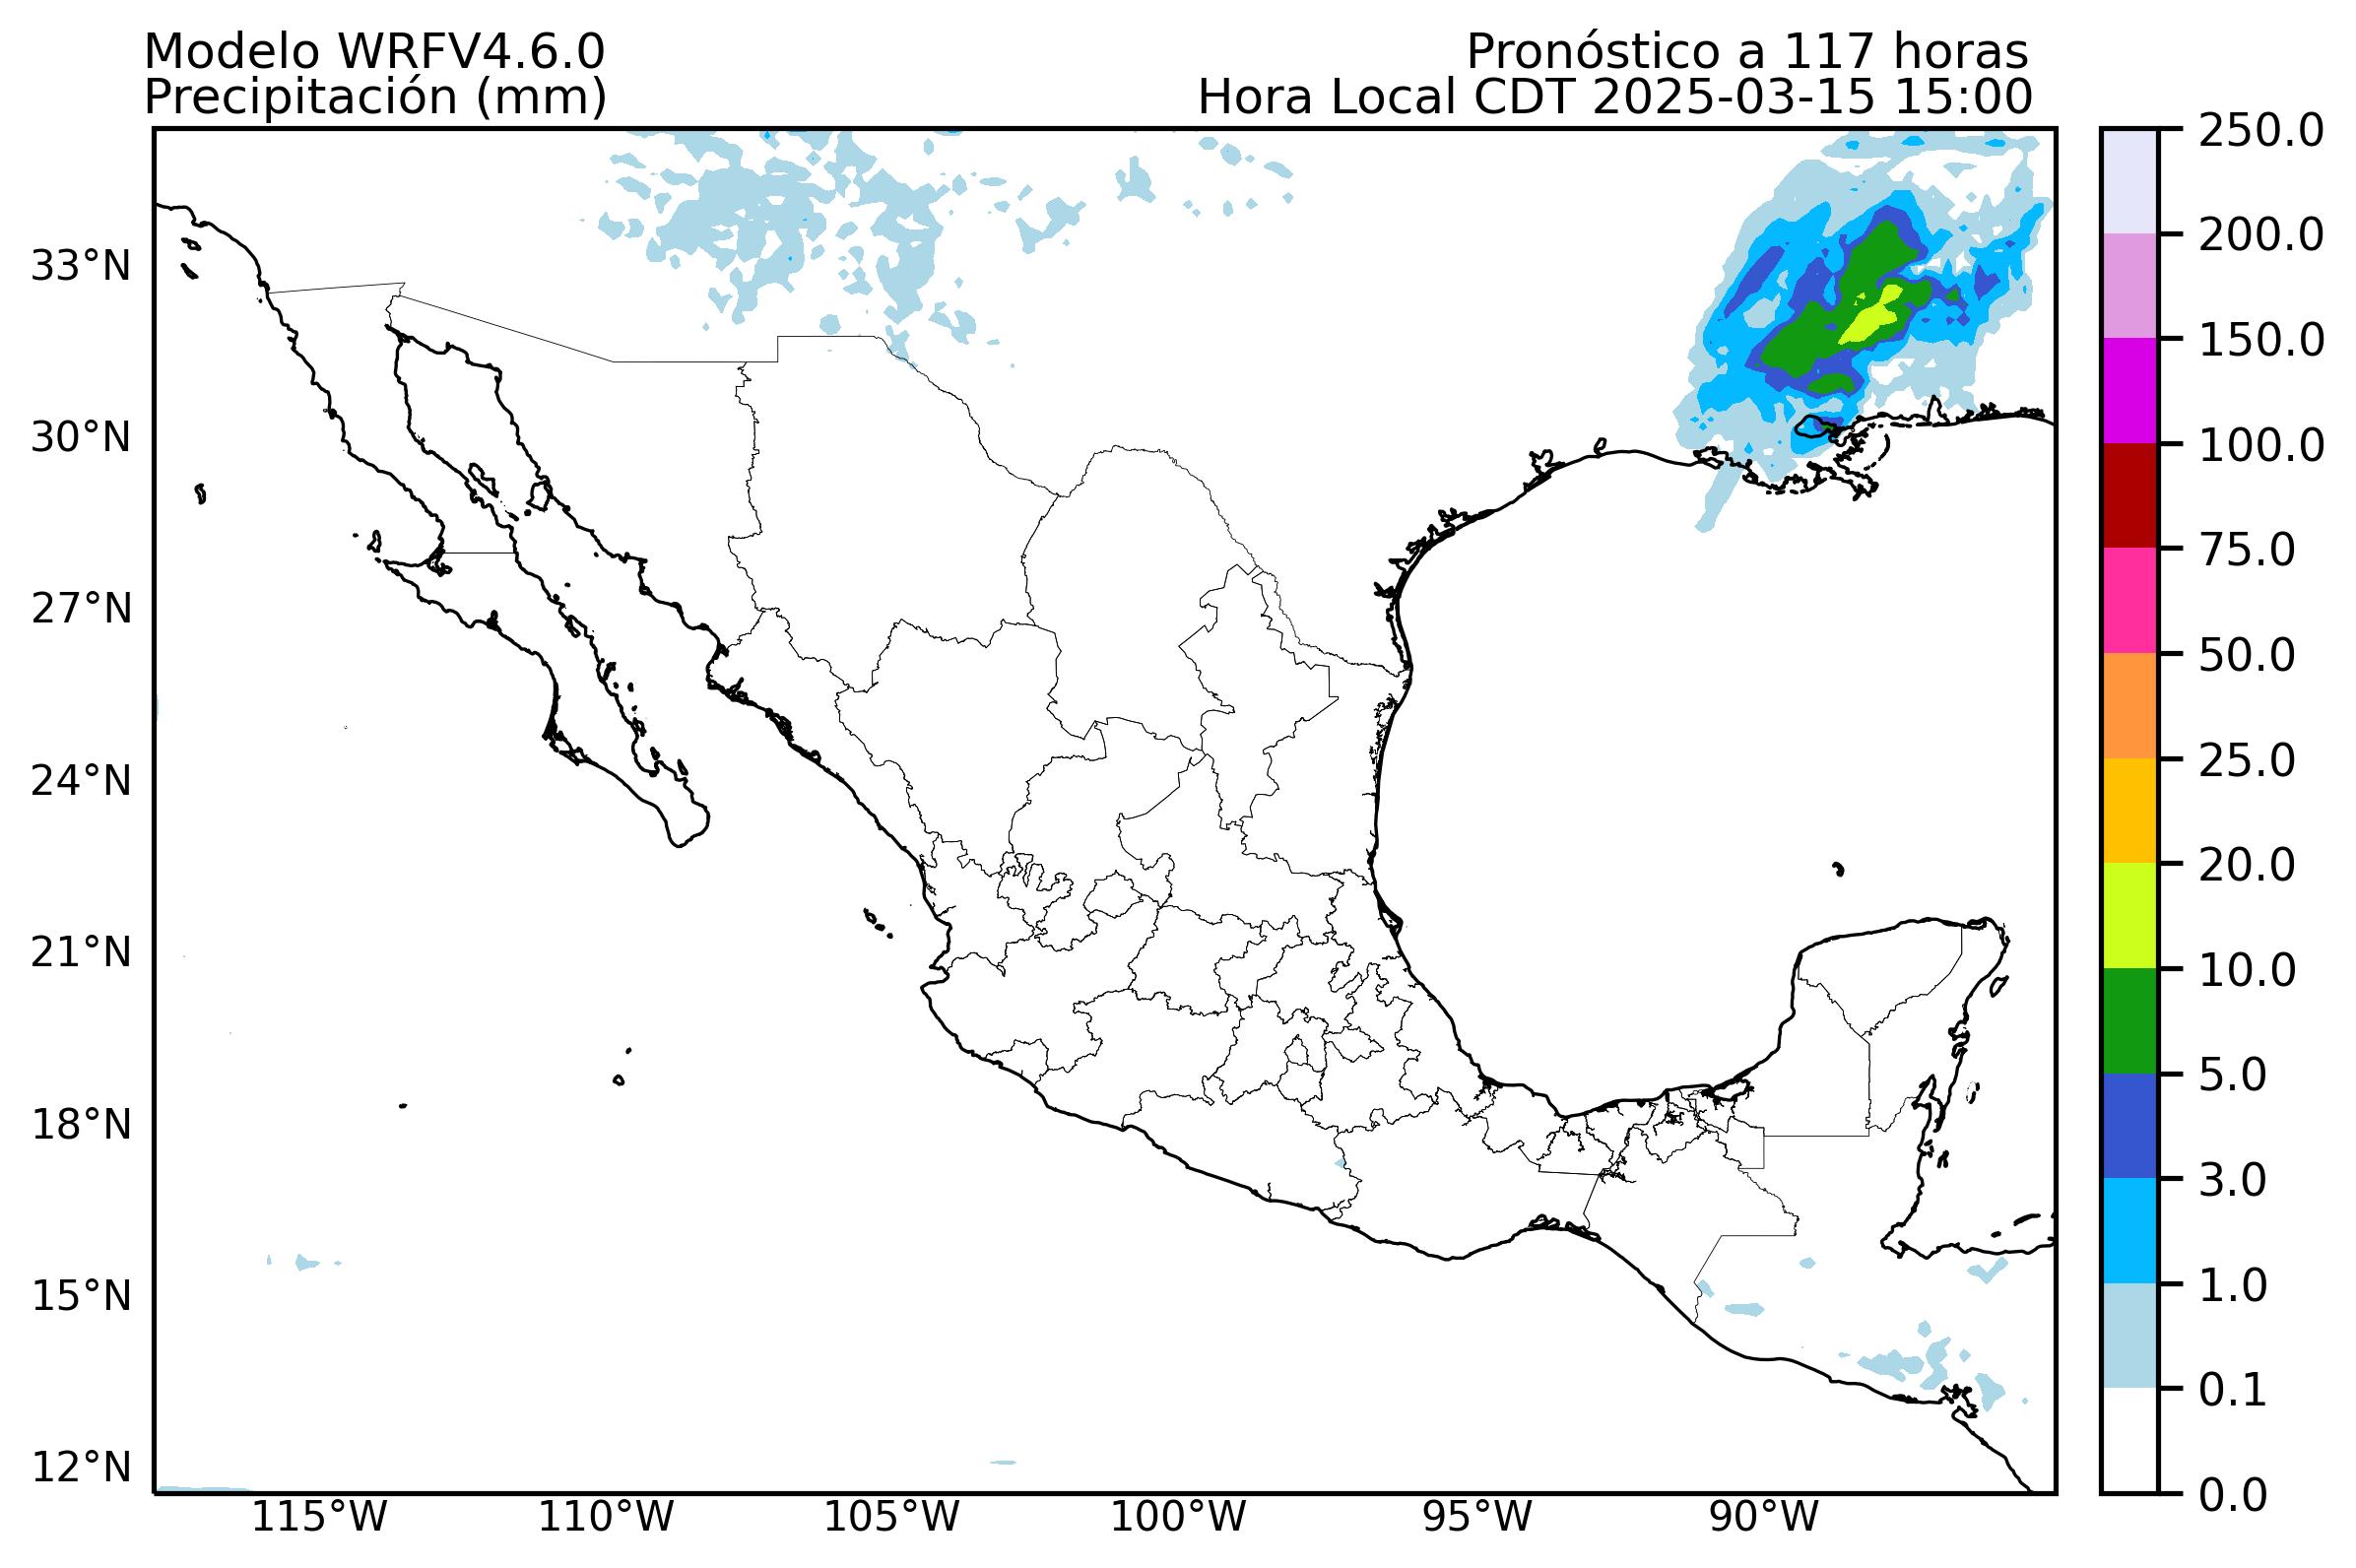 Modelo WRFV4.6.0
Precipitación (mm)
Pronóstico a 117 horas
Hora Local CDT 2025-03-15 15:00
33°N
30°N
27°N
24°N
21°N
18°N
15°N
12°N
115°W
110°W
105°W
100°W
95°W
90°W
250.0
200.0
150.0
100.0
75.0
50.0
25.0
20.0
10.0
5.0
3.0
1.0
0.1
0.0